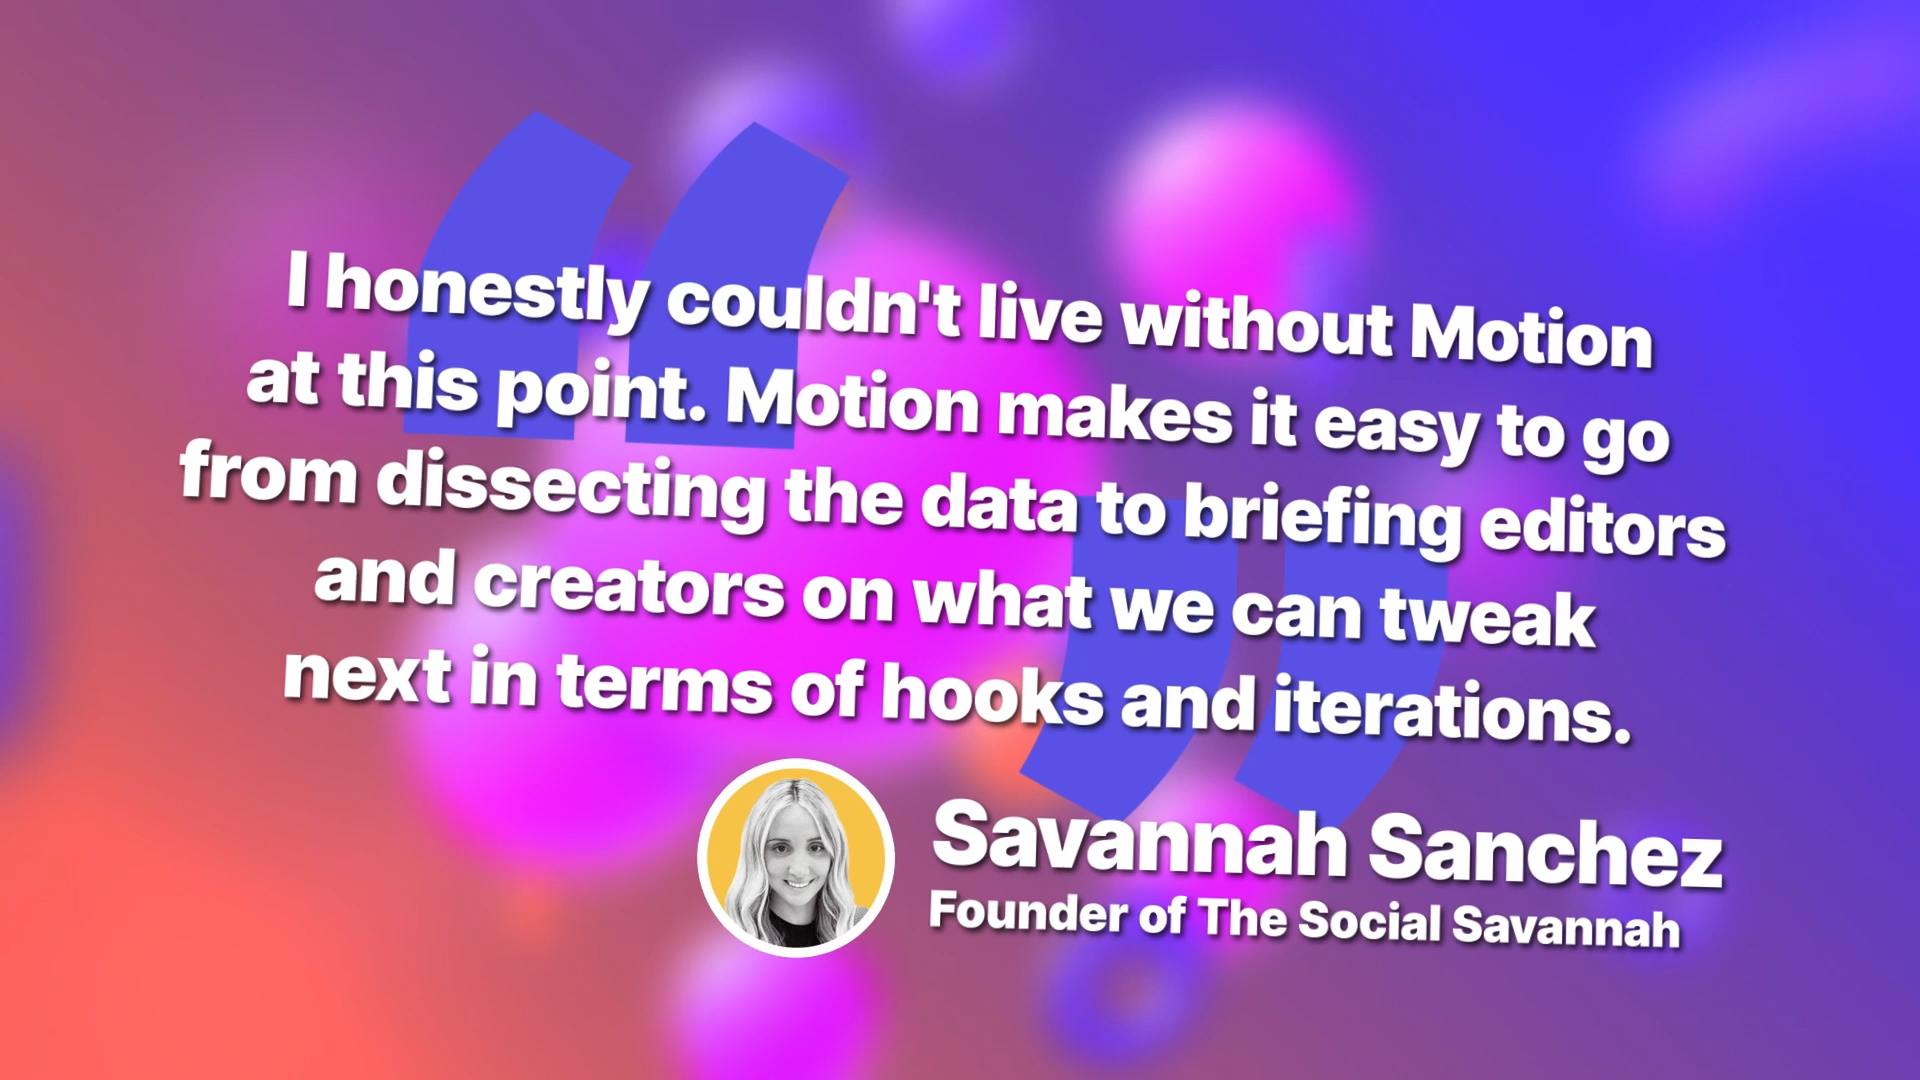 I honestly couldn't live without Motion
at this point. Motion makes it easy to go
from dissecting the data to briefing editors
and creators on what we can tweak
next in terms of hooks and iterations.
Savannah Sanchez
Founder of The Social Savannah